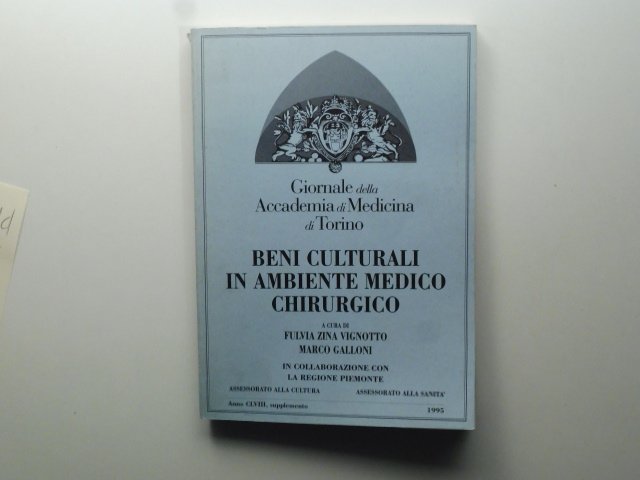 Giornale della
Accademia di Medicina
di Torino
BENI CULTURALI
IN AMBIENTE MEDICO
CHIRURGICO
A CURA DI
FULVIA ZINA VIGNOTTO
MARCO GALLONI
IN COLLABORAZIONE CON
LA REGIONE PIEMONTE
ASSESSORATO ALLA CULTURA ASSESSORATO ALLA SANITA'
Anno CLVIII, supplemento 1995